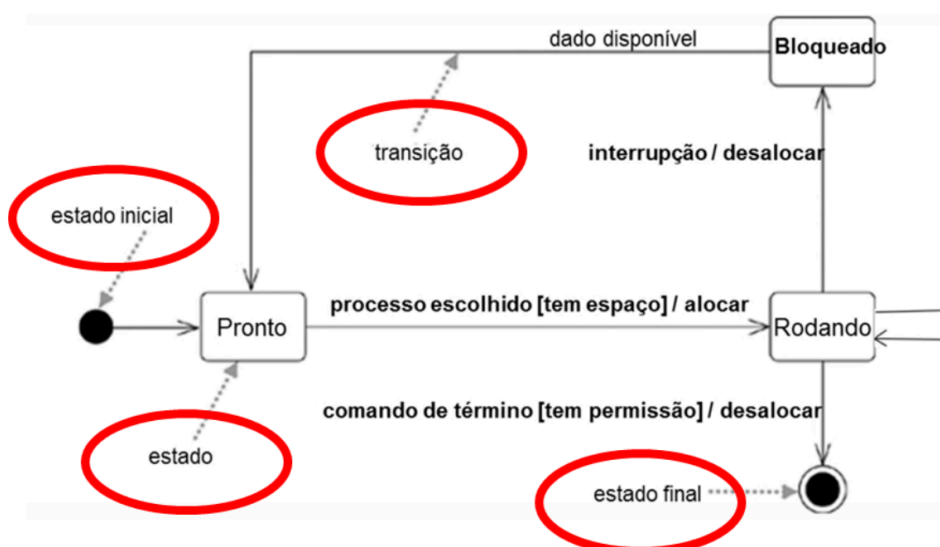 dado disponível
Bloqueado
transição
interrupção / desalocar
estado inicial
processo escolhido [tem espaço] / alocar
Pronto
Rodando
comando de término [tem permissão] / desalocar
estado
estado final